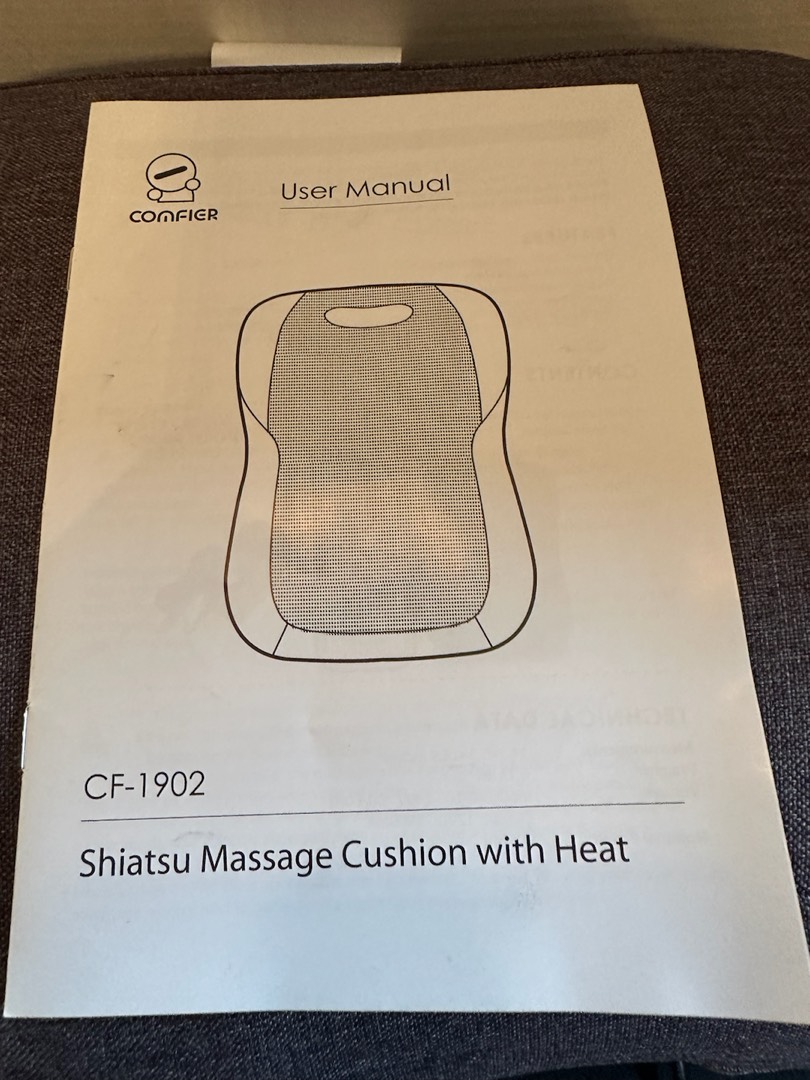 COMFIER
User Manual
CF-1902
Shiatsu Massage Cushion with Heat